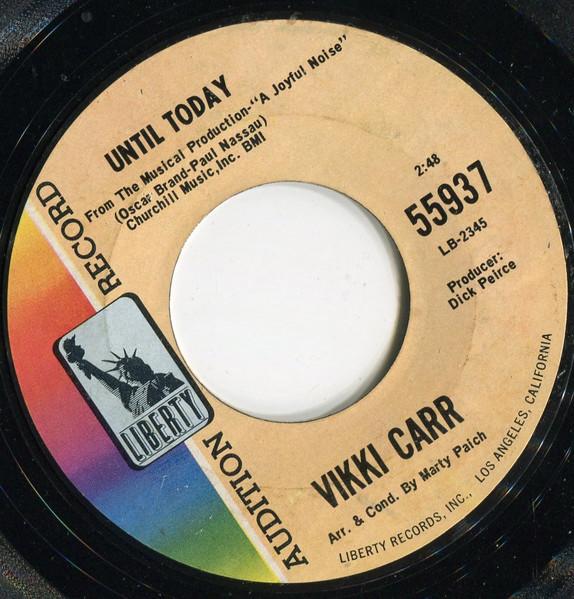 UNTIL TODAY
From The Musical Production-"A Joyful Noise"
(Oscar Brand-Paul Nassau)
Churchill Music,Inc. BMI
2:48
55937
LB-2345
Producer:
Dick Peirce
AUDITION RECORD
LIBERTY
VIKKI CARR
Arr. & Cond. By Marty Paich
LIBERTY RECORDS, INC., LOS ANGELES, CALIFORNIA